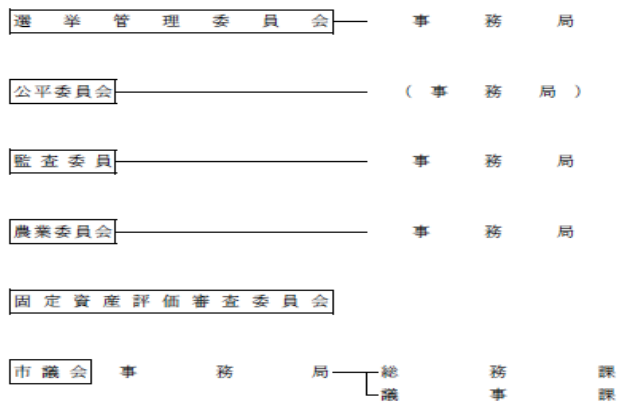 選挙管理委員会 事務局
公平委員会 (事務局)
監査委員 事務局
農業委員会 事務局
固定資産評価審査委員会
市議会 事務局 総務課
議事課